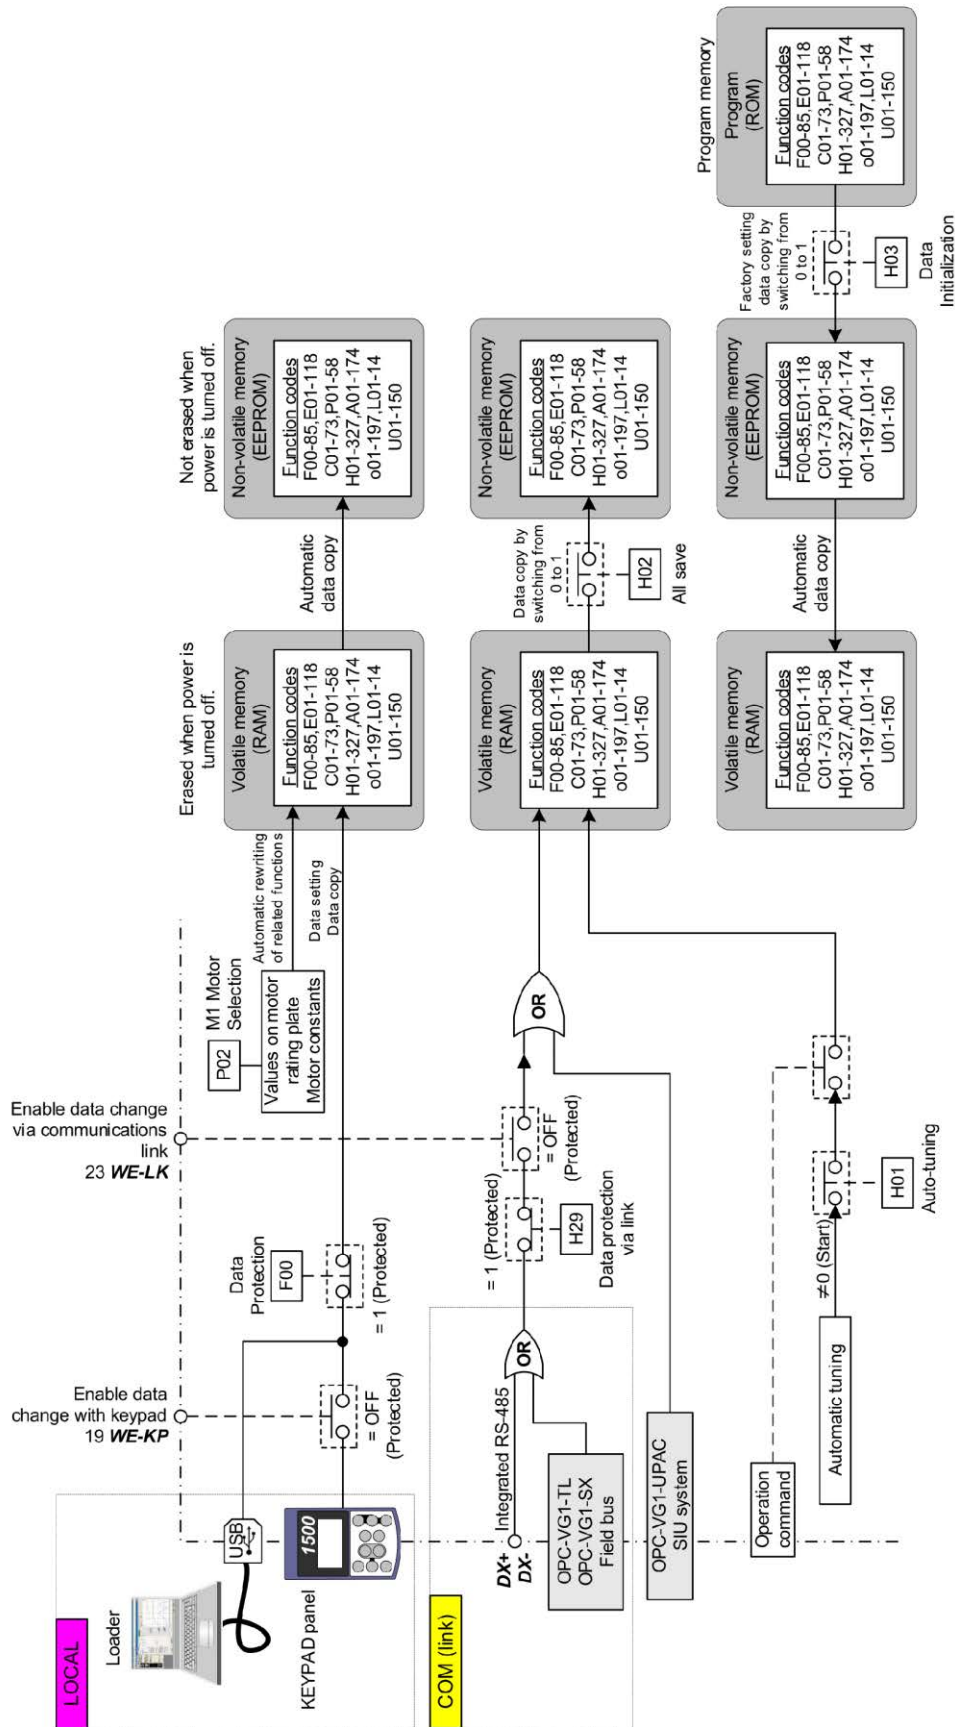 LOCAL
Loader
USB
1500
KEYPAD panel
Enable data
change with keypad
19 WE-KP
= OFF
(Protected)
Data
Protection
F00
= 1 (Protected)
Enable data change
via communications
link
23 WE-LK
P02
M1 Motor
Selection
Values on motor
rating plate
Motor constants
Automatic rewriting
of related functions
Data setting
Data copy
Erased when power is
turned off.
Volatile memory
(RAM)
Function codes
F00-85,E01-118
C01-73,P01-58
H01-327,A01-174
o01-197,L01-14
U01-150
Automatic
data copy
Not erased when
power is turned off.
Non-volatile memory
(EEPROM)
Function codes
F00-85,E01-118
C01-73,P01-58
H01-327,A01-174
o01-197,L01-14
U01-150
COM (link)
DX+
DX-
Integrated RS-485
OPC-VG1-TL
OPC-VG1-SX
Field bus
OR
= 1 (Protected)
H29
Data protection
via link
= OFF
(Protected)
OPC-VG1-UPAC
SIU system
OR
Volatile memory
(RAM)
Function codes
F00-85,E01-118
C01-73,P01-58
H01-327,A01-174
o01-197,L01-14
U01-150
Data copy by
switching from
0 to 1
H02
All save
Non-volatile memory
(EEPROM)
Function codes
F00-85,E01-118
C01-73,P01-58
H01-327,A01-174
o01-197,L01-14
U01-150
Operation
command
Automatic tuning
≠0 (Start)
H01
Auto-tuning
Volatile memory
(RAM)
Function codes
F00-85,E01-118
C01-73,P01-58
H01-327,A01-174
o01-197,L01-14
U01-150
Automatic
data copy
Non-volatile memory
(EEPROM)
Function codes
F00-85,E01-118
C01-73,P01-58
H01-327,A01-174
o01-197,L01-14
U01-150
Factory setting
data copy by
switching from
0 to 1
H03
Data
Initialization
Program memory
Program
(ROM)
Function codes
F00-85,E01-118
C01-73,P01-58
H01-327,A01-174
o01-197,L01-14
U01-150